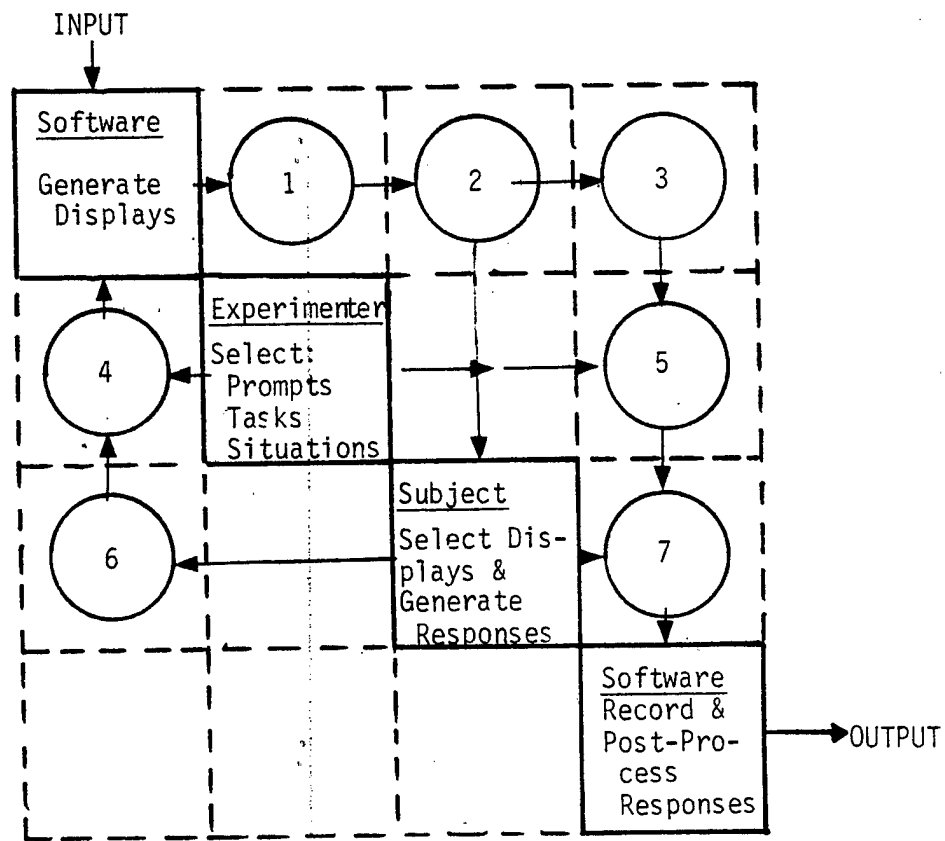 INPUT
Software
Generate
Displays
1
2
3
Experimenter
Select:
Prompts
Tasks
Situations
4
5
Subject
Select Dis-
plays &
Generate
Responses
6
7
Software
Record &
Post-Pro-
cess
Responses
OUTPUT